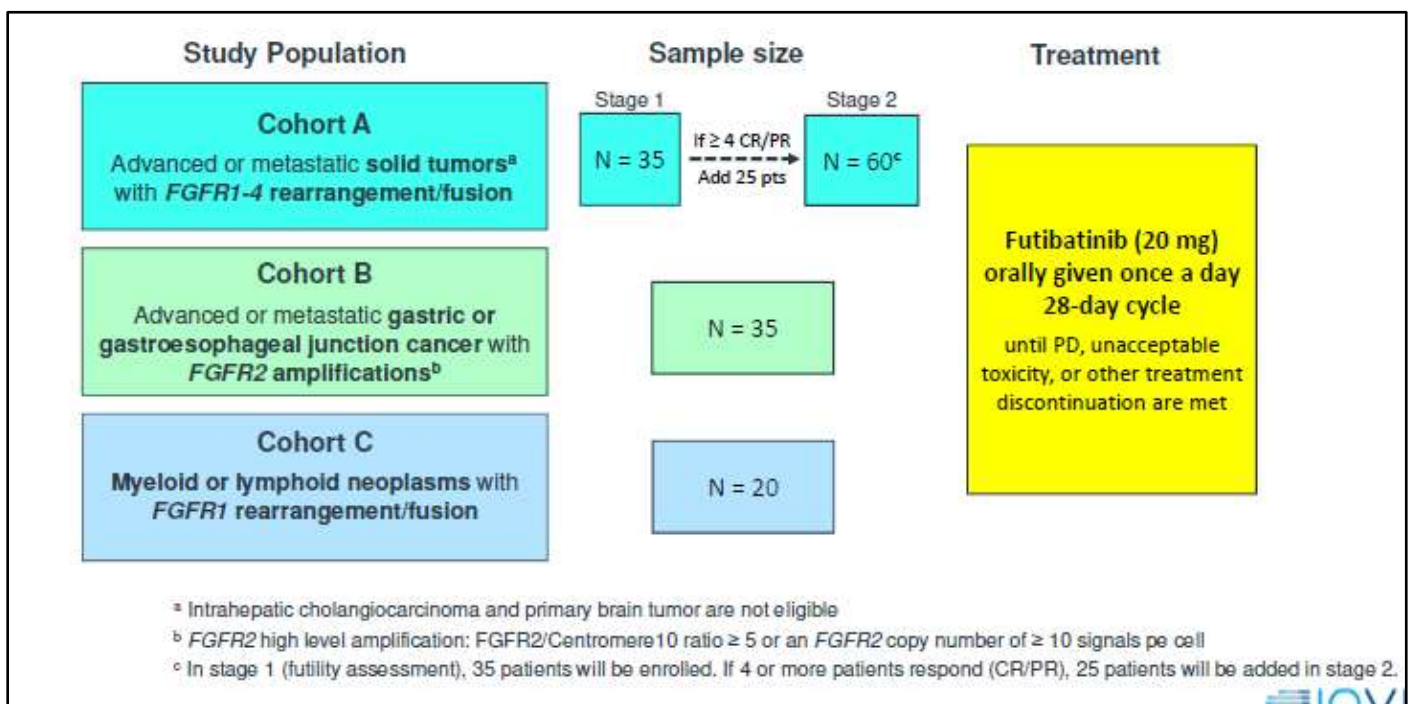 Study Population
Sample size
Treatment
Cohort A
Advanced or metastatic solid tumorsᵃ
with FGFR1-4 rearrangement/fusion
Stage 1
N = 35
If ≥ 4 CR/PR
Add 25 pts
Stage 2
N = 60ᶜ
Cohort B
Advanced or metastatic gastric or
gastroesophageal junction cancer with
FGFR2 amplificationsᵇ
N = 35
Cohort C
Myeloid or lymphoid neoplasms with
FGFR1 rearrangement/fusion
N = 20
Futibatinib (20 mg)
orally given once a day
28-day cycle
until PD, unacceptable
toxicity, or other treatment
discontinuation are met
ᵃ Intrahepatic cholangiocarcinoma and primary brain tumor are not eligible
ᵇ FGFR2 high level amplification: FGFR2/Centromere10 ratio ≥ 5 or an FGFR2 copy number of ≥ 10 signals pe cell
ᶜ In stage 1 (futility assessment), 35 patients will be enrolled. If 4 or more patients respond (CR/PR), 25 patients will be added in stage 2.